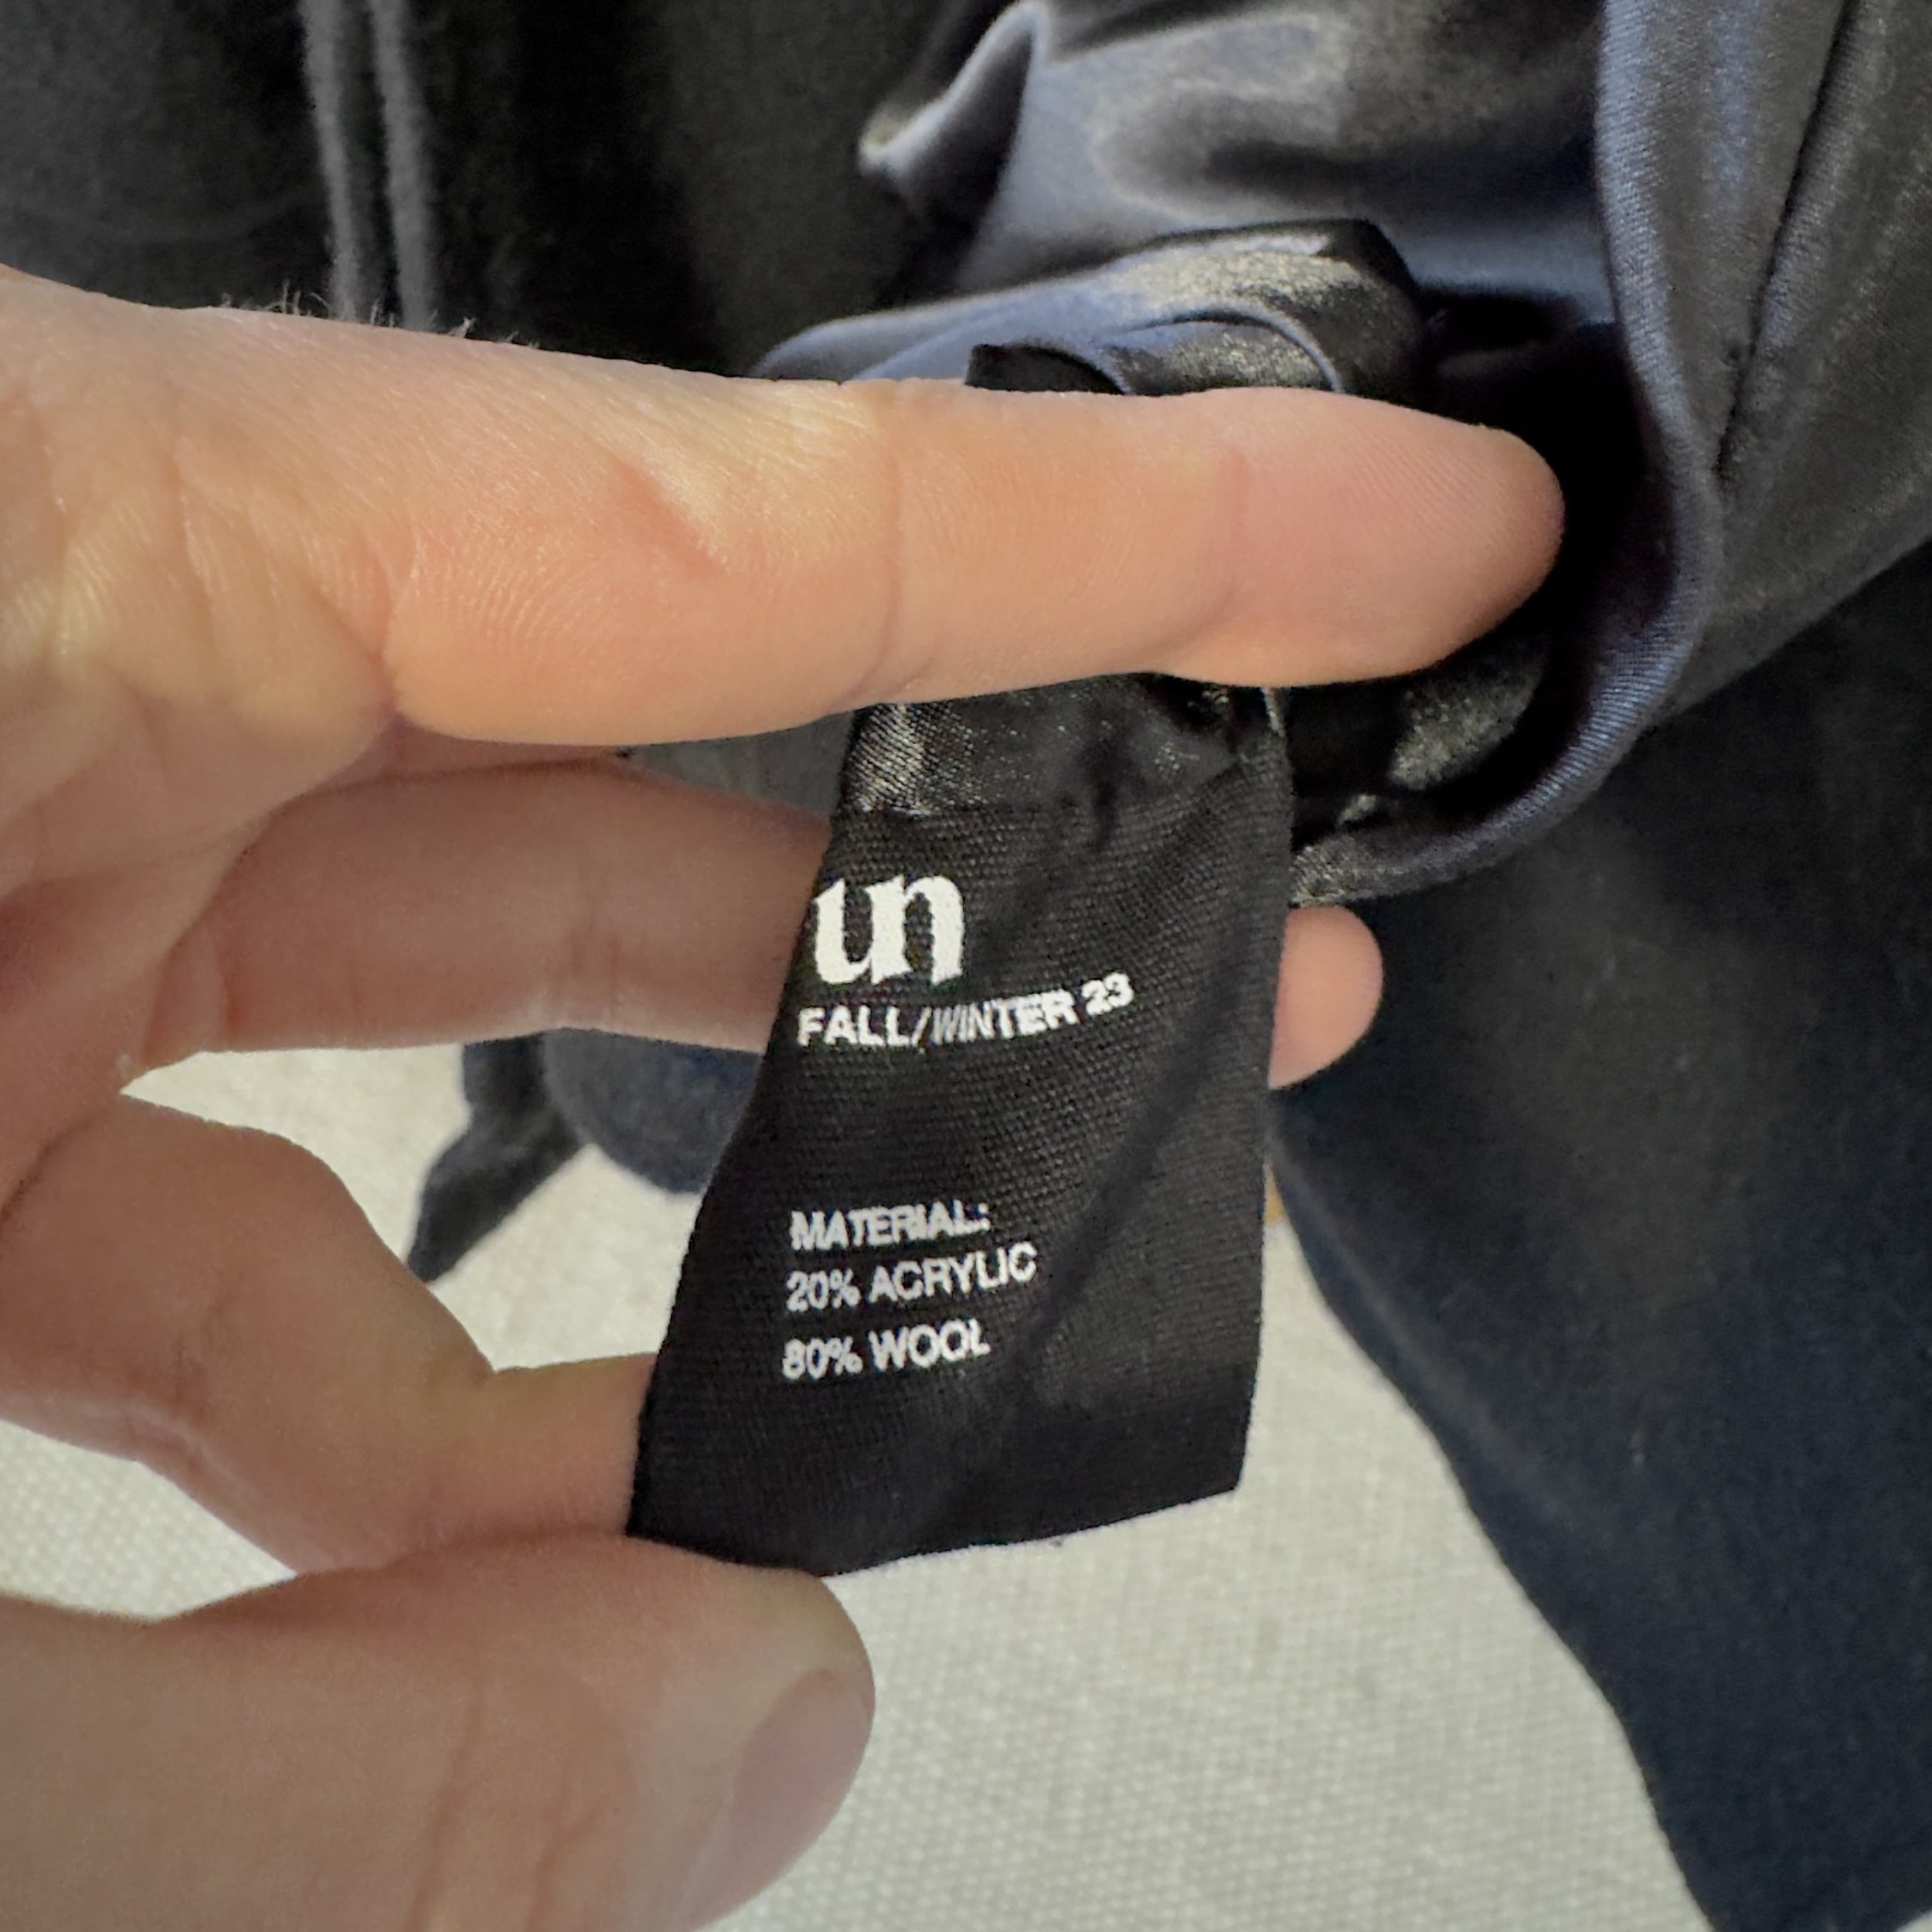 un
FALL/WINTER 23
MATERIAL:
20% ACRYLIC
80% WOOL